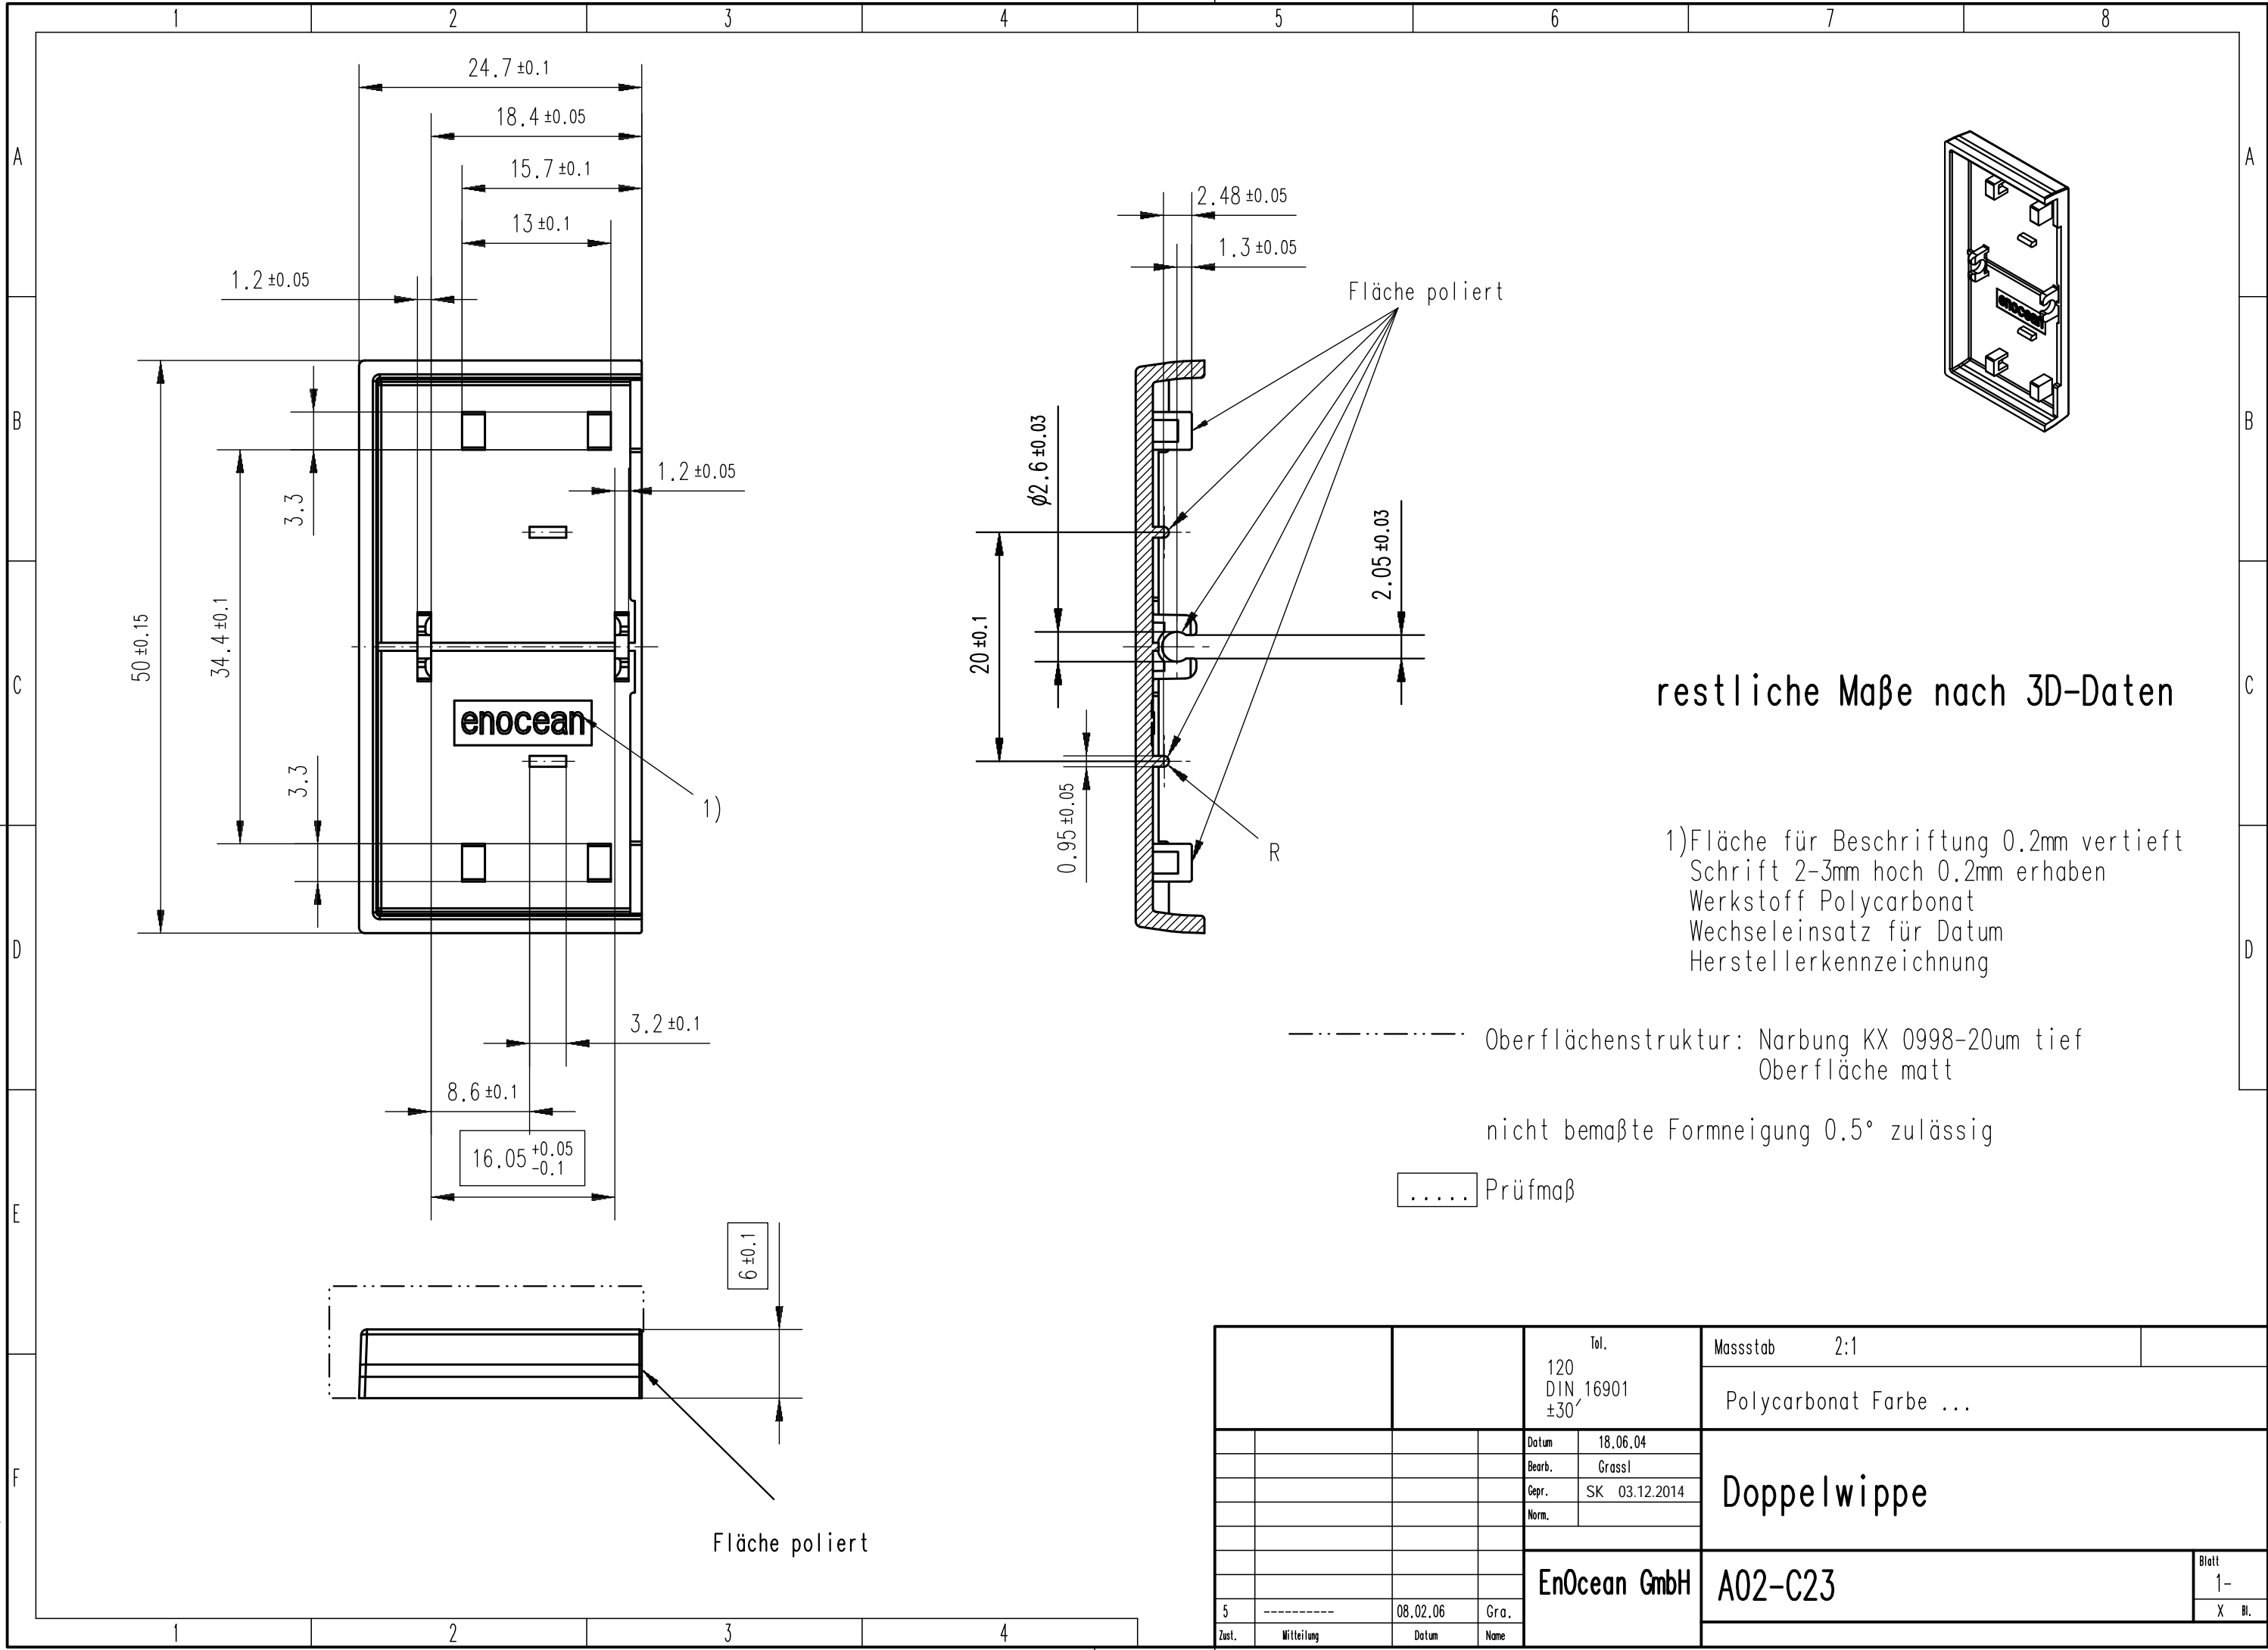 1 2 3 4 5 6 7 8
A A
B B
C C
D D
E
F
24.7 ±0.1
18.4 ±0.05
15.7 ±0.1
13 ±0.1
1.2 ±0.05
50 ±0.15
34.4 ±0.1
3.3
1.2 ±0.05
3.3
enocean
1)
3.2 ±0.1
8.6 ±0.1
16.05 +0.05
-0.1
6 ±0.1
Fläche poliert
2.48 ±0.05
1.3 ±0.05
Fläche poliert
ø2.6 ±0.03
2.05 ±0.03
20 ±0.1
0.95 ±0.05
R
enocean
restliche Maße nach 3D-Daten
1)Fläche für Beschriftung 0.2mm vertieft
Schrift 2-3mm hoch 0.2mm erhaben
Werkstoff Polycarbonat
Wechseleinsatz für Datum
Herstellerkennzeichnung
Oberflächenstruktur: Narbung KX 0998-20um tief
Oberfläche matt
nicht bemaßte Formneigung 0.5° zulässig
..... Prüfmaß
Tol.
120
DIN 16901
±30′
Massstab 2:1
Polycarbonat Farbe ...
Datum 18.06.04
Bearb. Grassl
Gepr. SK 03.12.2014
Norm.
Doppelwippe
EnOcean GmbH
A02-C23
Blatt
1-
X Bl.
5 ---------- 08.02.06 Gra.
Zust. Mitteilung Datum Name
1 2 3 4